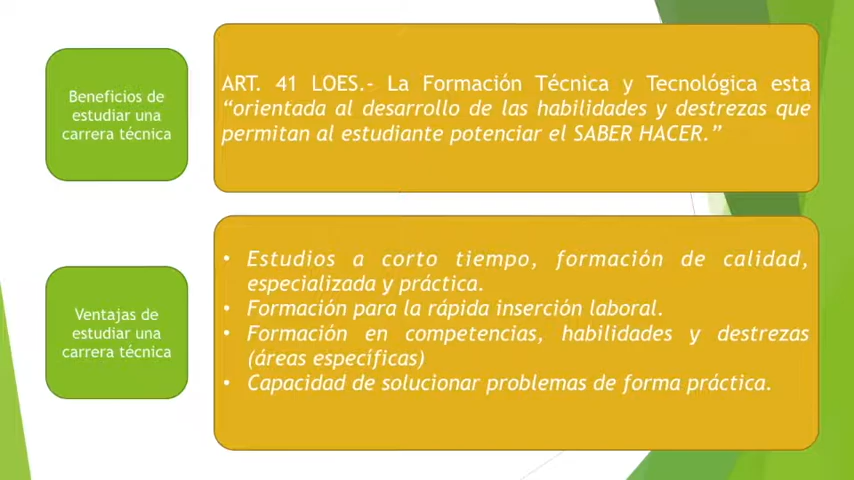 Beneficios de
estudiar una
carrera técnica
ART. 41 LOES.- La Formación Técnica y Tecnológica esta
“orientada al desarrollo de las habilidades y destrezas que
permitan al estudiante potenciar el SABER HACER.”
Ventajas de
estudiar una
carrera técnica
• Estudios a corto tiempo, formación de calidad,
especializada y práctica.
• Formación para la rápida inserción laboral.
• Formación en competencias, habilidades y destrezas
(áreas específicas)
• Capacidad de solucionar problemas de forma práctica.